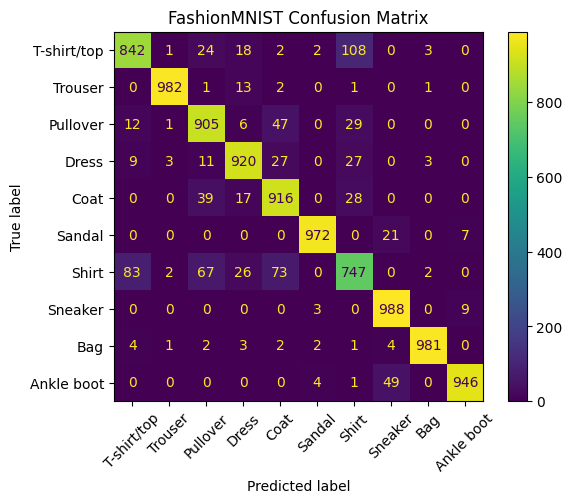 FashionMNIST Confusion Matrix
T-shirt/top 842 1 24 18 2 2 108 0 3 0
Trouser 0 982 1 13 2 0 1 0 1 0
Pullover 12 1 905 6 47 0 29 0 0 0
Dress 9 3 11 920 27 0 27 0 3 0
Coat 0 0 39 17 916 0 28 0 0 0
Sandal 0 0 0 0 0 972 0 21 0 7
Shirt 83 2 67 26 73 0 747 0 2 0
Sneaker 0 0 0 0 0 3 0 988 0 9
Bag 4 1 2 3 2 2 1 4 981 0
Ankle boot 0 0 0 0 0 4 1 49 0 946
T-shirt/top Trouser Pullover Dress Coat Sandal Shirt Sneaker Bag Ankle boot
Predicted label
True label
800
600
400
200
0